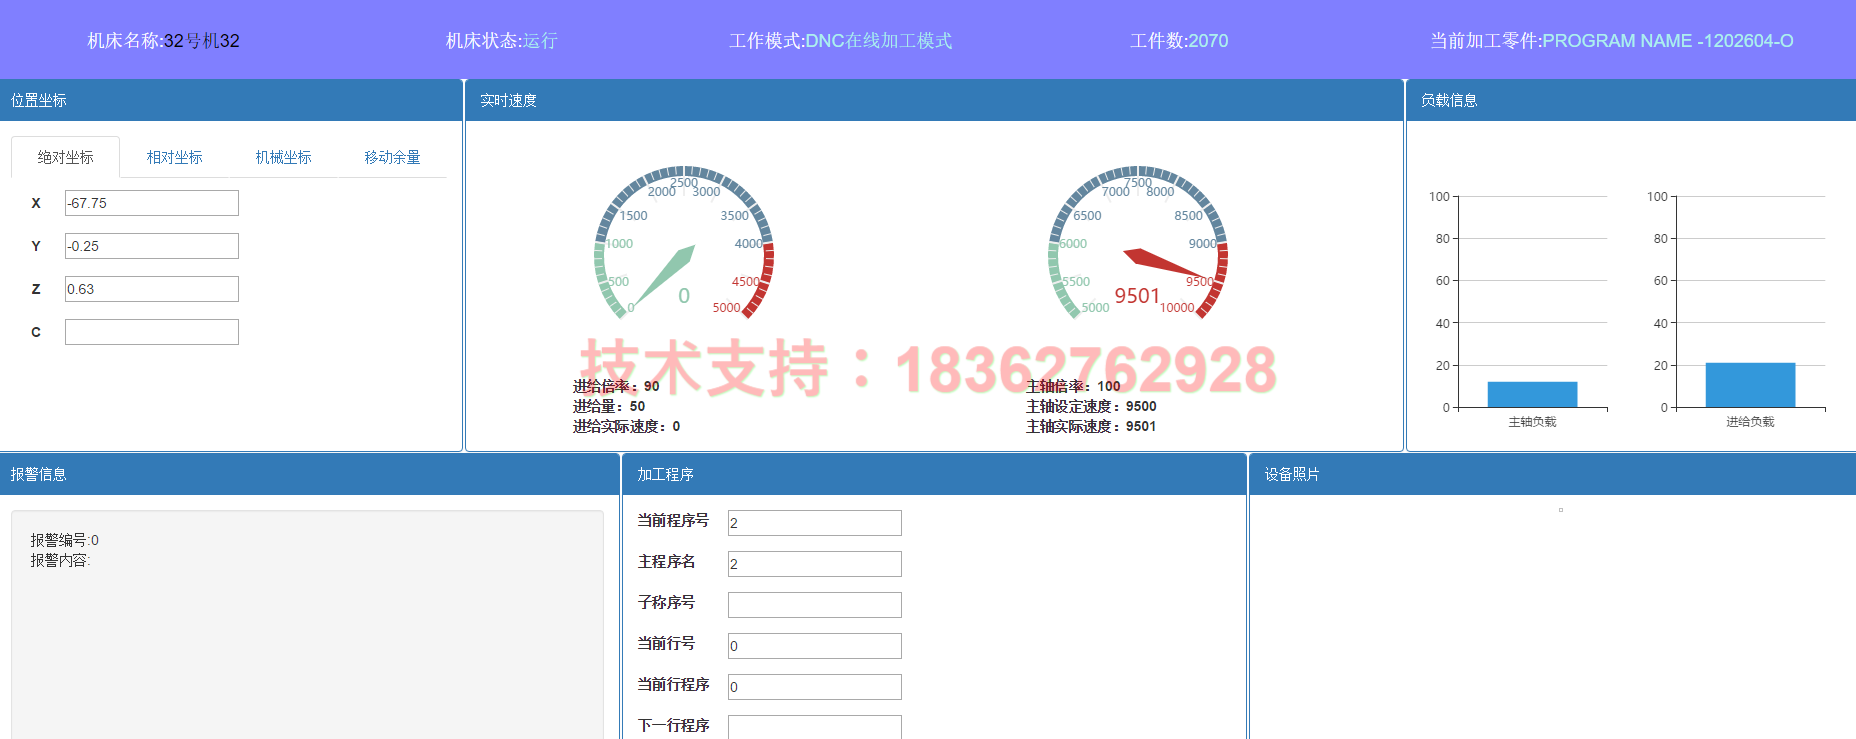 机床名称:32号机32 机床状态:运行 工作模式:DNC在线加工模式 工件数:2070 当前加工零件:PROGRAM NAME -1202604-O
位置坐标
绝对坐标 相对坐标 机械坐标 移动余量
X -67.75
Y -0.25
Z 0.63
C
实时速度
0 500 1000 1500 2000 2500 3000 3500 4000 4500 5000
0
5000 5500 6000 6500 7000 7500 8000 8500 9000 9500 10000
9501
技术支持：18362762928
进给倍率：90
进给量：50
进给实际速度：0
主轴倍率：100
主轴设定速度：9500
主轴实际速度：9501
负载信息
100
80
60
40
20
0
主轴负载
100
80
60
40
20
0
进给负载
报警信息
报警编号:0
报警内容:
加工程序
当前程序号 2
主程序名 2
子称序号
当前行号 0
当前行程序 0
下一行程序
设备照片